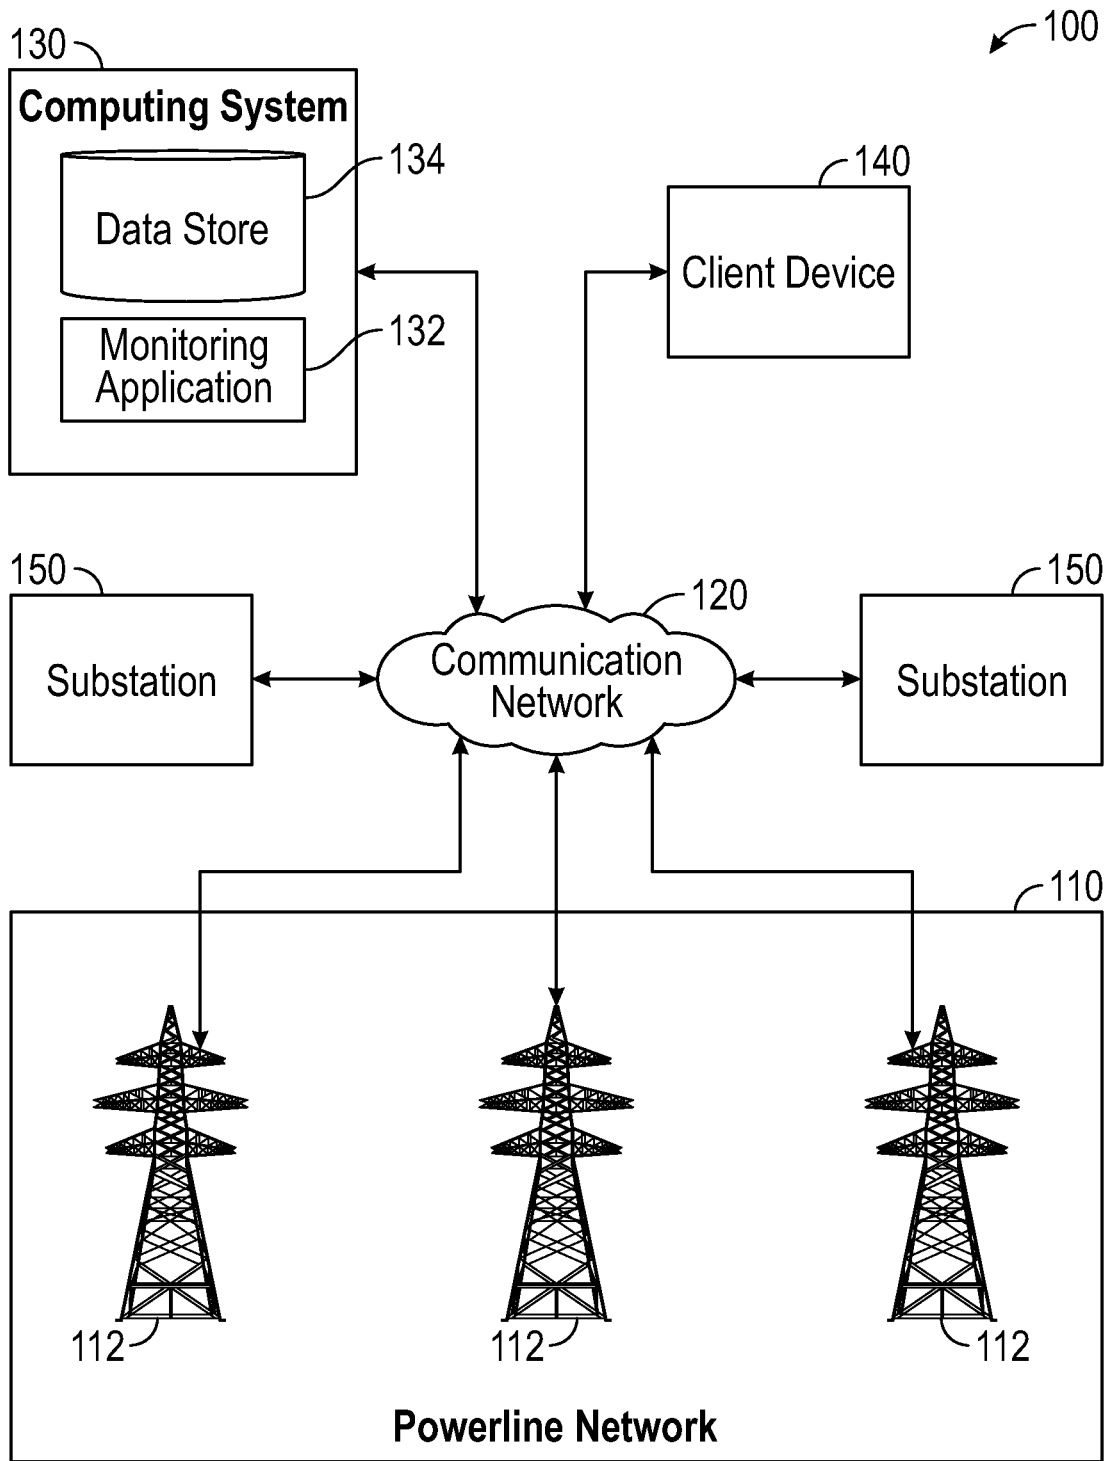 100
130
Computing System
134
Data Store
140
Client Device
132
Monitoring
Application
150
Substation
120
Communication
Network
150
Substation
110
112
112
112
Powerline Network